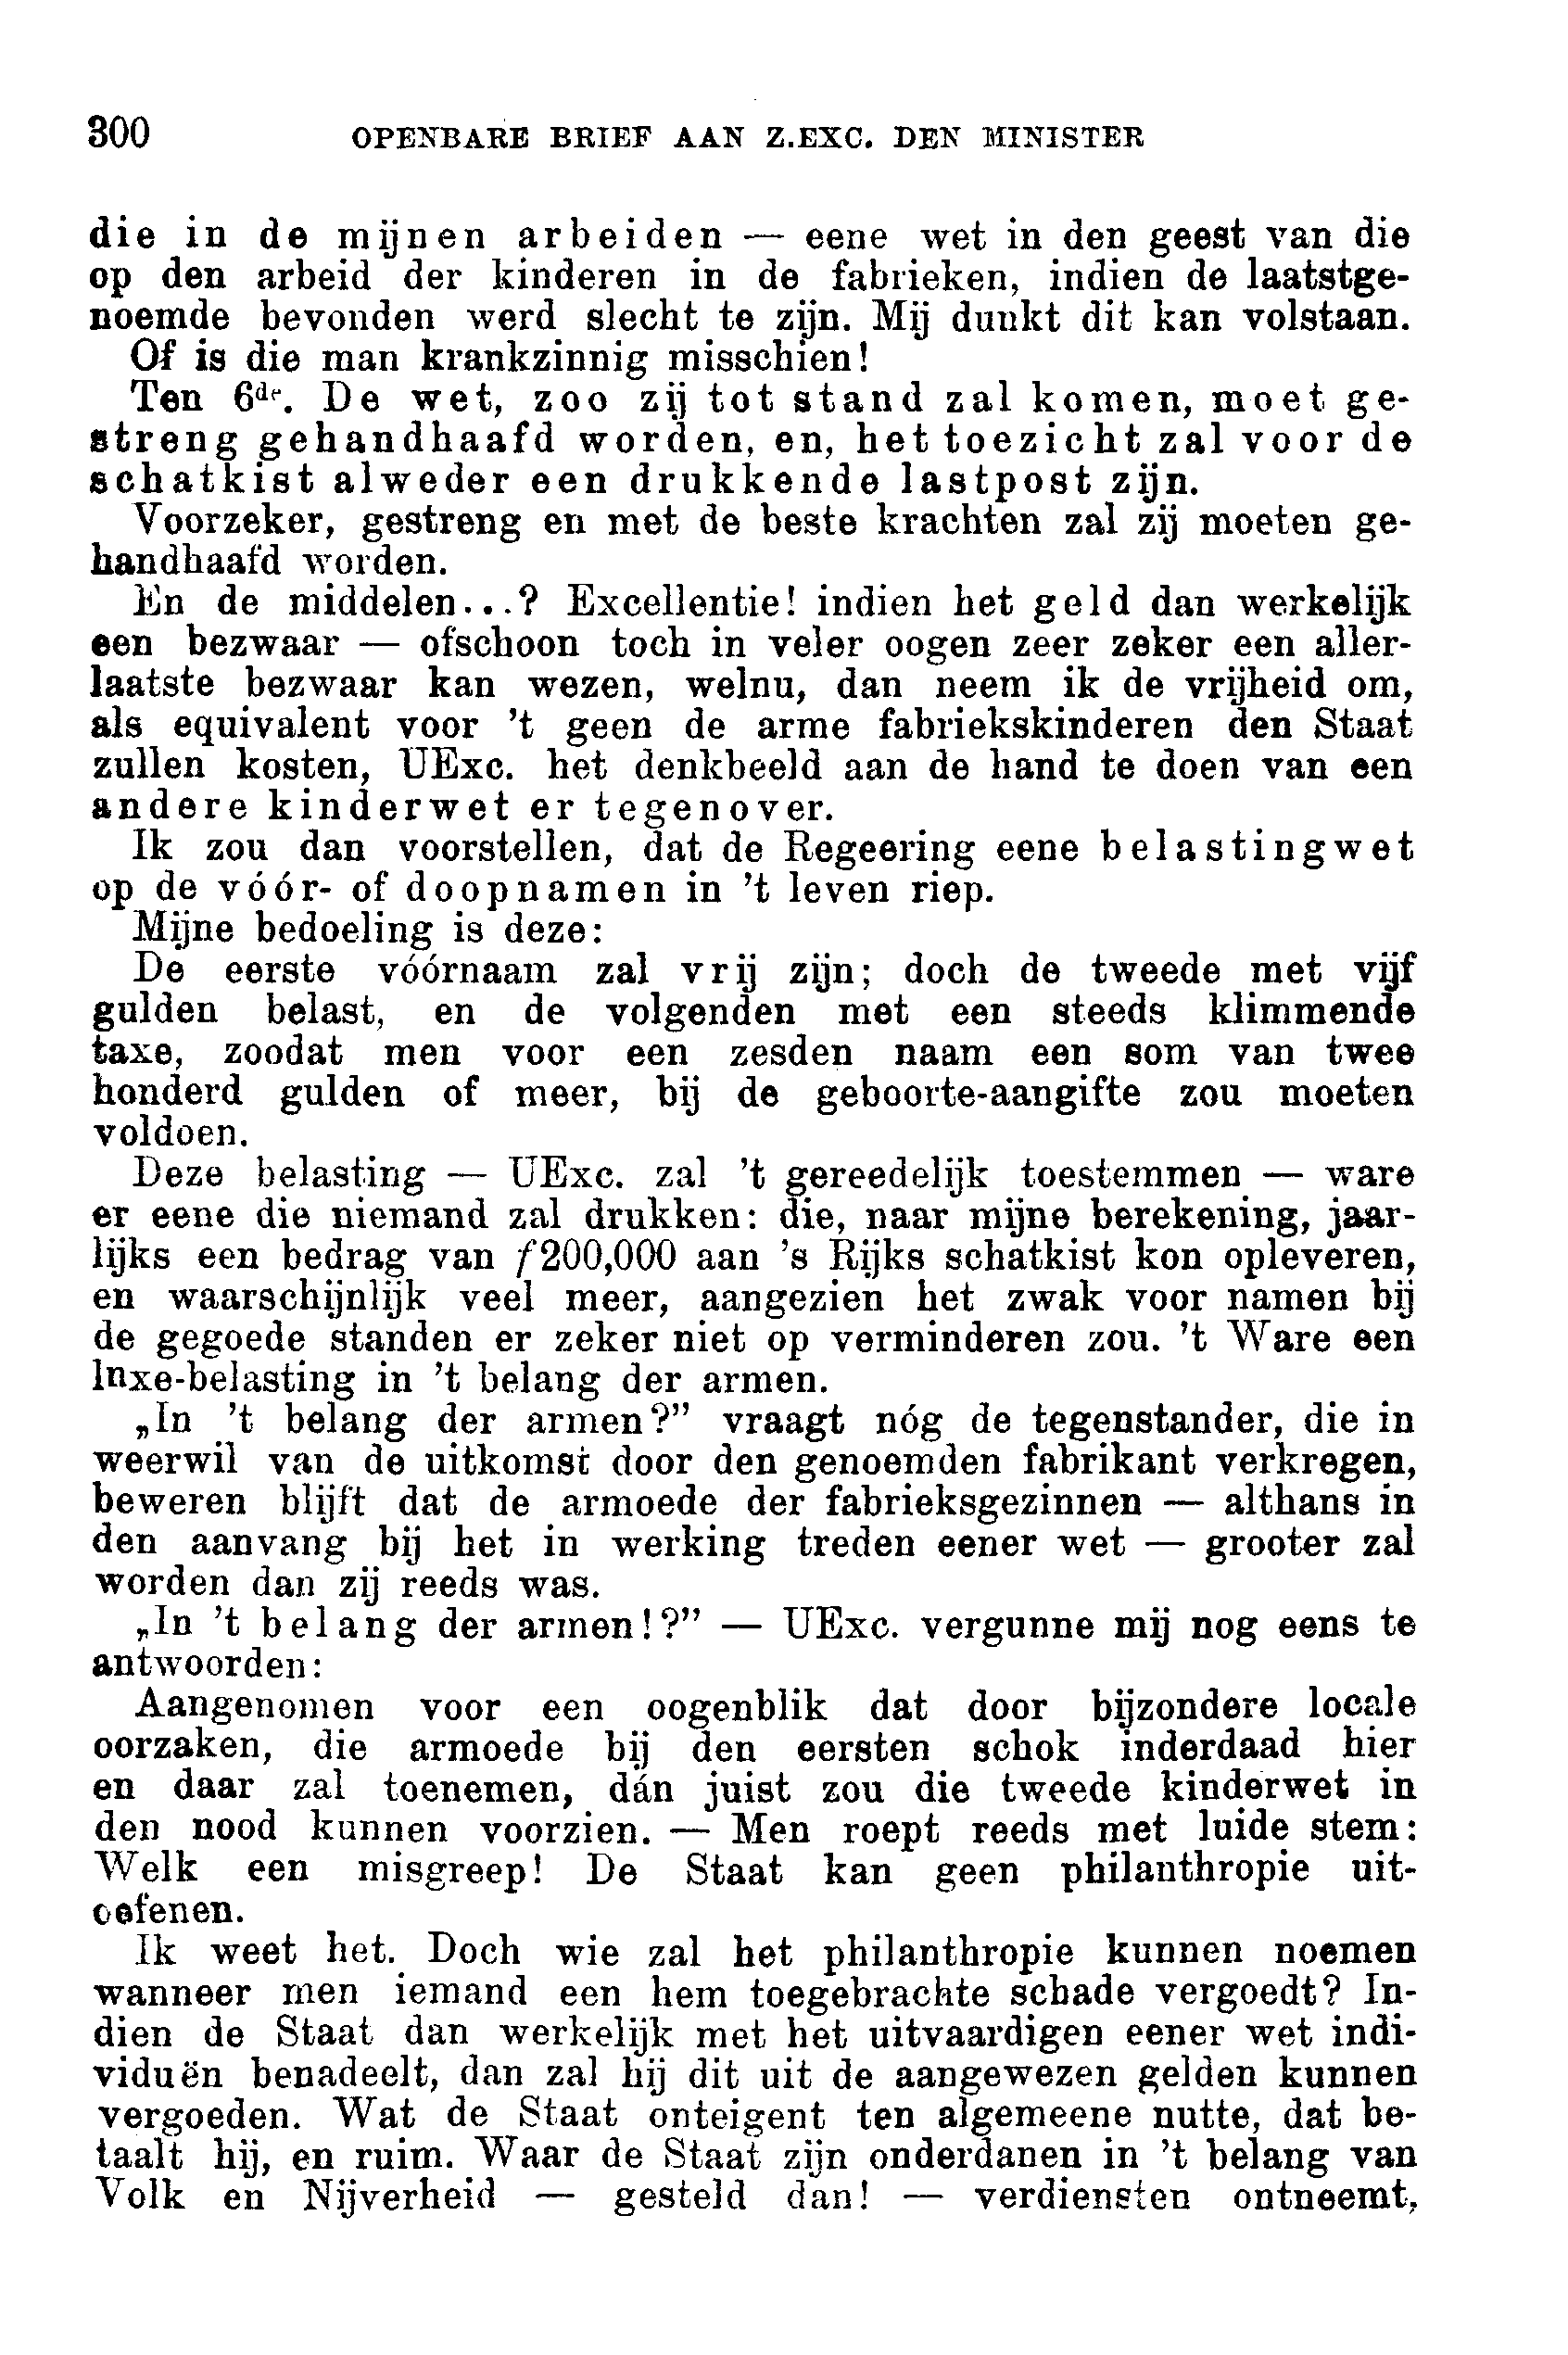 300 OPENBARE BRIEF AAN Z.EXC. DEN MINISTER
die in de mijnen arbeiden — eene wet in den geest van die
op den arbeid der kinderen in de fabrieken, indien de laatstge-
noemde bevonden werd slecht te zijn. Mij dunkt dit kan volstaan.
Of is die man krankzinnig misschien!
Ten 6de. De wet, zoo zij tot stand zal komen, moet ge-
streng gehandhaafd worden, en, het toezicht zal voor de
schatkist alweder een drukkende lastpost zijn.
Voorzeker, gestreng en met de beste krachten zal zij moeten ge-
handhaafd worden.
En de middelen...? Excellentie! indien het geld dan werkelijk
een bezwaar — ofschoon toch in veler oogen zeer zeker een aller-
laatste bezwaar kan wezen, welnu, dan neem ik de vrijheid om,
als equivalent voor 't geen de arme fabriekskinderen den Staat
zullen kosten, UExc. het denkbeeld aan de hand te doen van een
andere kinderwet er tegenover.
Ik zou dan voorstellen, dat de Regeering eene belastingwet
op de vóór- of doopnamen in 't leven riep.
Mijne bedoeling is deze:
De eerste vóórnaam zal vrij zijn; doch de tweede met vijf
gulden belast, en de volgenden met een steeds klimmende
taxe, zoodat men voor een zesden naam een som van twee
honderd gulden of meer, bij de geboorte-aangifte zou moeten
voldoen.
Deze belasting — UExc. zal 't gereedelijk toestemmen — ware
er eene die niemand zal drukken: die, naar mijne berekening, jaar-
lijks een bedrag van ƒ200,000 aan 's Rijks schatkist kon opleveren,
en waarschijnlijk veel meer, aangezien het zwak voor namen bij
de gegoede standen er zeker niet op verminderen zou. 't Ware een
luxe-belasting in 't belang der armen.
„In 't belang der armen?” vraagt nóg de tegenstander, die in
weerwil van de uitkomst door den genoemden fabrikant verkregen,
beweren blijft dat de armoede der fabrieksgezinnen — althans in
den aanvang bij het in werking treden eener wet — grooter zal
worden dan zij reeds was.
„In 't belang der armen!?” — UExc. vergunne mij nog eens te
antwoorden:
Aangenomen voor een oogenblik dat door bijzondere locale
oorzaken, die armoede bij den eersten schok inderdaad hier
en daar zal toenemen, dán juist zou die tweede kinderwet in
den nood kunnen voorzien. — Men roept reeds met luide stem:
Welk een misgreep! De Staat kan geen philanthropie uit-
oefenen.
Ik weet het. Doch wie zal het philanthropie kunnen noemen
wanneer men iemand een hem toegebrachte schade vergoedt? In-
dien de Staat dan werkelijk met het uitvaardigen eener wet indi-
viduën benadeelt, dan zal hij dit uit de aangewezen gelden kunnen
vergoeden. Wat de Staat onteigent ten algemeene nutte, dat be-
taalt hij, en ruim. Waar de Staat zijn onderdanen in 't belang van
Volk en Nijverheid — gesteld dan! — verdiensten ontneemt,